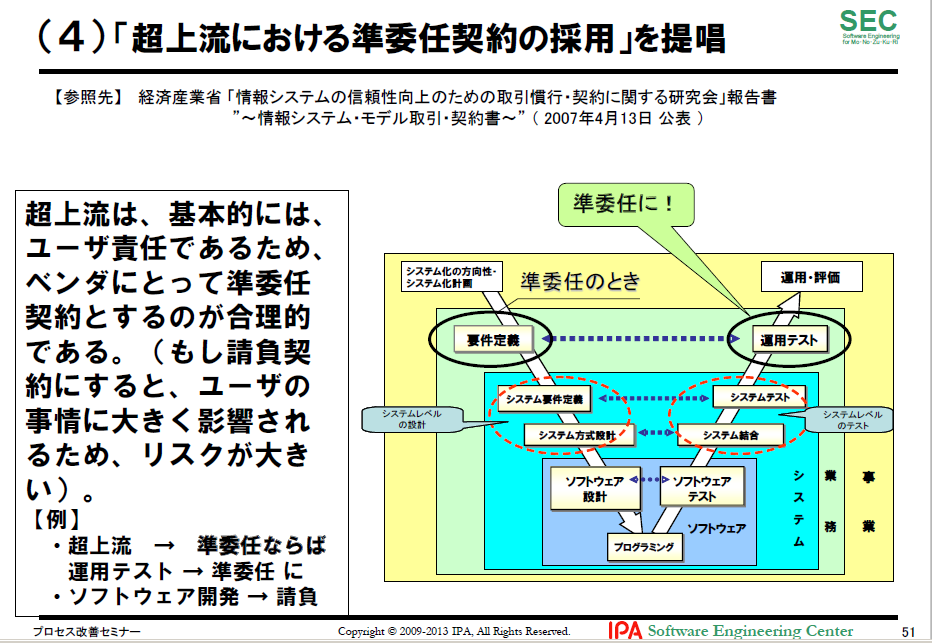 （４）「超上流における準委任契約の採用」を提唱
SEC
Software Engineering
for Mo・No・Zu・Ku・Ri
【参照先】 経済産業省「情報システムの信頼性向上のための取引慣行・契約に関する研究会」報告書
”～情報システム・モデル取引・契約書～”（ 2007年4月13日 公表 ）
超上流は、基本的には、
ユーザ責任であるため、
ベンダにとって準委任
契約とするのが合理的
である。（もし請負契
約にすると、ユーザの
事情に大きく影響され
るため、リスクが大き
い）。
【例】
・超上流 → 準委任ならば
運用テスト → 準委任 に
・ソフトウェア開発 → 請負
準委任に！
システム化の方向性・
システム化計画
準委任のとき
運用・評価
要件定義
運用テスト
システム要件定義
システムテスト
システムレベル
の設計
システムレベル
のテスト
システム方式設計
システム結合
ソフトウェア
設計
ソフトウェア
テスト
プログラミング
ソフトウェア
システム
業務
事業
プロセス改善セミナー
Copyright © 2009-2013 IPA, All Rights Reserved.
IPA Software Engineering Center
51